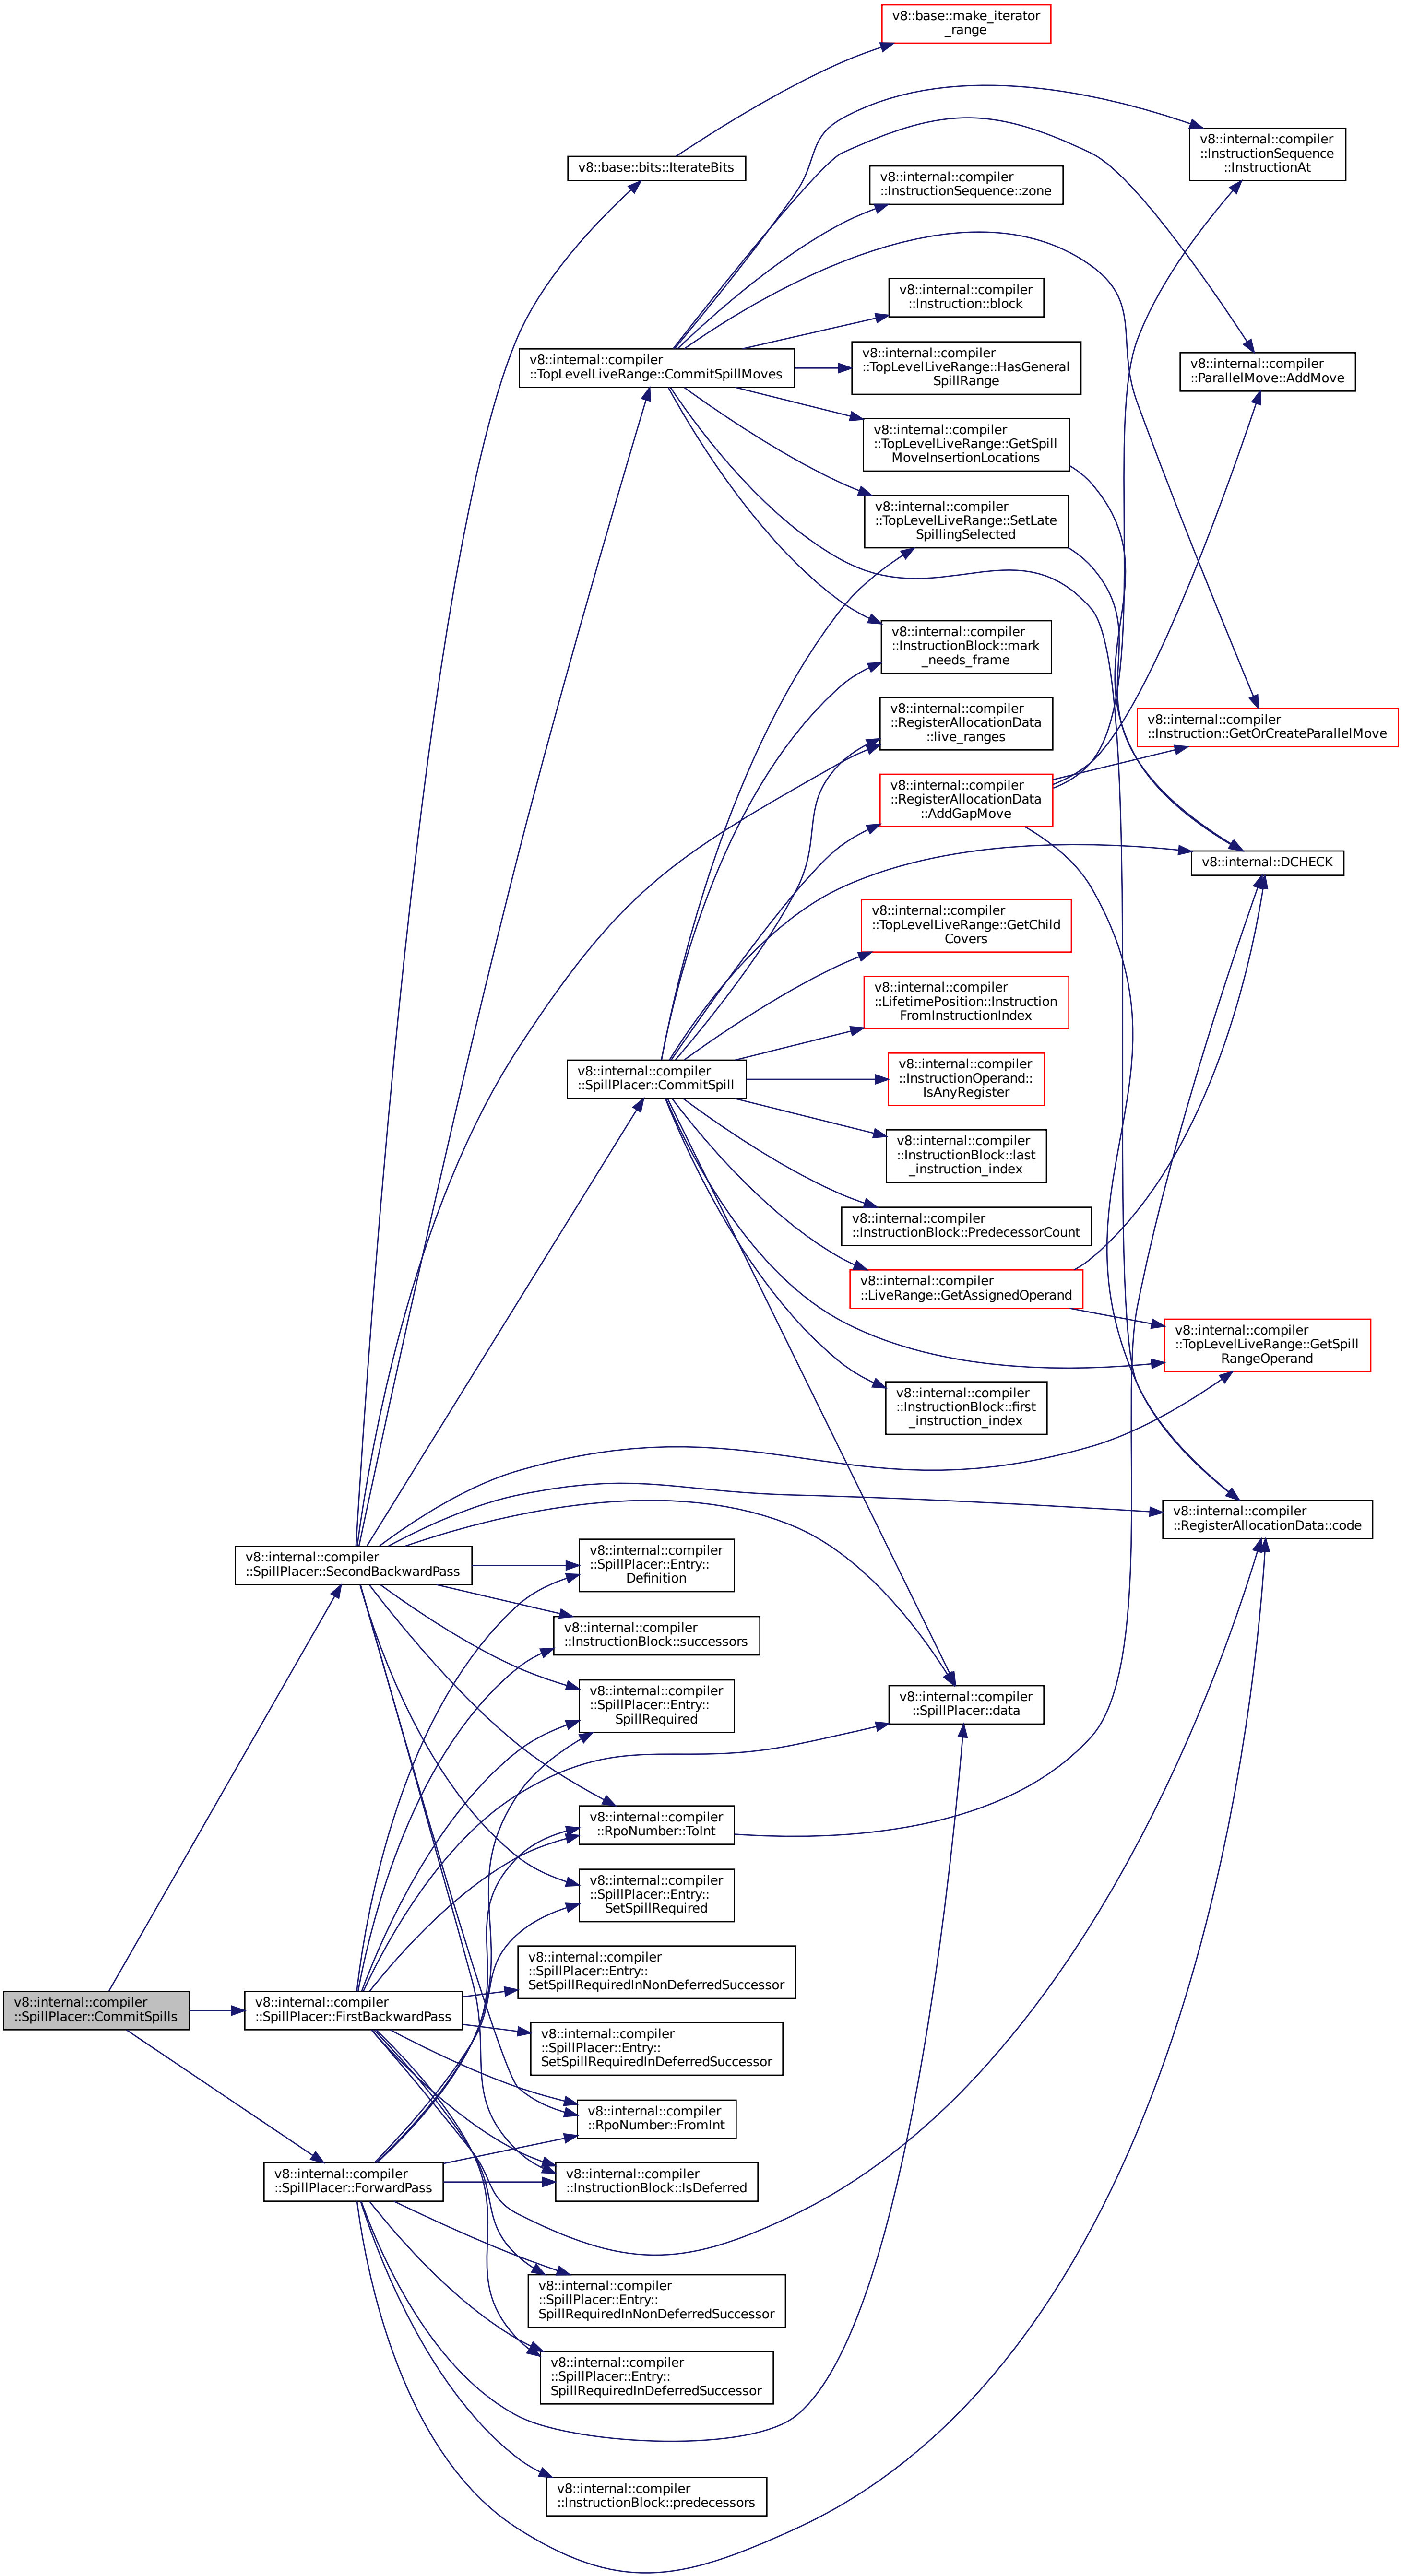 v8::base::make_iterator
_range
v8::internal::compiler
::InstructionSequence
::InstructionAt
v8::base::bits::IterateBits
v8::internal::compiler
::InstructionSequence::zone
v8::internal::compiler
::Instruction::block
v8::internal::compiler
::TopLevelLiveRange::CommitSpillMoves
v8::internal::compiler
::TopLevelLiveRange::HasGeneral
SpillRange
v8::internal::compiler
::ParallelMove::AddMove
v8::internal::compiler
::TopLevelLiveRange::GetSpill
MoveInsertionLocations
v8::internal::compiler
::TopLevelLiveRange::SetLate
SpillingSelected
v8::internal::compiler
::InstructionBlock::mark
_needs_frame
v8::internal::compiler
::RegisterAllocationData
::live_ranges
v8::internal::compiler
::Instruction::GetOrCreateParallelMove
v8::internal::compiler
::RegisterAllocationData
::AddGapMove
v8::internal::DCHECK
v8::internal::compiler
::TopLevelLiveRange::GetChild
Covers
v8::internal::compiler
::LifetimePosition::Instruction
FromInstructionIndex
v8::internal::compiler
::SpillPlacer::CommitSpill
v8::internal::compiler
::InstructionOperand::
IsAnyRegister
v8::internal::compiler
::InstructionBlock::last
_instruction_index
v8::internal::compiler
::InstructionBlock::PredecessorCount
v8::internal::compiler
::LiveRange::GetAssignedOperand
v8::internal::compiler
::TopLevelLiveRange::GetSpill
RangeOperand
v8::internal::compiler
::InstructionBlock::first
_instruction_index
v8::internal::compiler
::RegisterAllocationData::code
v8::internal::compiler
::SpillPlacer::SecondBackwardPass
v8::internal::compiler
::SpillPlacer::Entry::
Definition
v8::internal::compiler
::InstructionBlock::successors
v8::internal::compiler
::SpillPlacer::Entry::
SpillRequired
v8::internal::compiler
::SpillPlacer::data
v8::internal::compiler
::RpoNumber::ToInt
v8::internal::compiler
::SpillPlacer::Entry::
SetSpillRequired
v8::internal::compiler
::SpillPlacer::Entry::
SetSpillRequiredInNonDeferredSuccessor
v8::internal::compiler
::SpillPlacer::CommitSpills
v8::internal::compiler
::SpillPlacer::FirstBackwardPass
v8::internal::compiler
::SpillPlacer::Entry::
SetSpillRequiredInDeferredSuccessor
v8::internal::compiler
::RpoNumber::FromInt
v8::internal::compiler
::SpillPlacer::ForwardPass
v8::internal::compiler
::InstructionBlock::IsDeferred
v8::internal::compiler
::SpillPlacer::Entry::
SpillRequiredInNonDeferredSuccessor
v8::internal::compiler
::SpillPlacer::Entry::
SpillRequiredInDeferredSuccessor
v8::internal::compiler
::InstructionBlock::predecessors